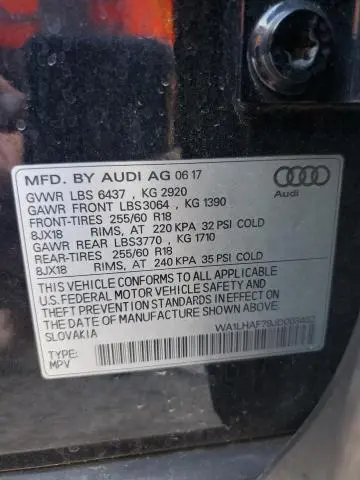 MFD. BY AUDI AG 06 17
Audi
GVWR LBS 6437 , KG 2920
GAWR FRONT LBS3064 , KG 1390
FRONT-TIRES 255/60 R18
8JX18 RIMS, AT 220 KPA 32 PSI COLD
GAWR REAR LBS3770 , KG 1710
REAR-TIRES 255/60 R18
8JX18 RIMS, AT 240 KPA 35 PSI COLD
THIS VEHICLE CONFORMS TO ALL APPLICABLE
U.S.FEDERAL MOTOR VEHICLE SAFETY AND
THEFT PREVENTION STANDARDS IN EFFECT ON
THE DATE OF MANUFACTURE SHOWN ABOVE.
SLOVAKIA
TYPE:
MPV